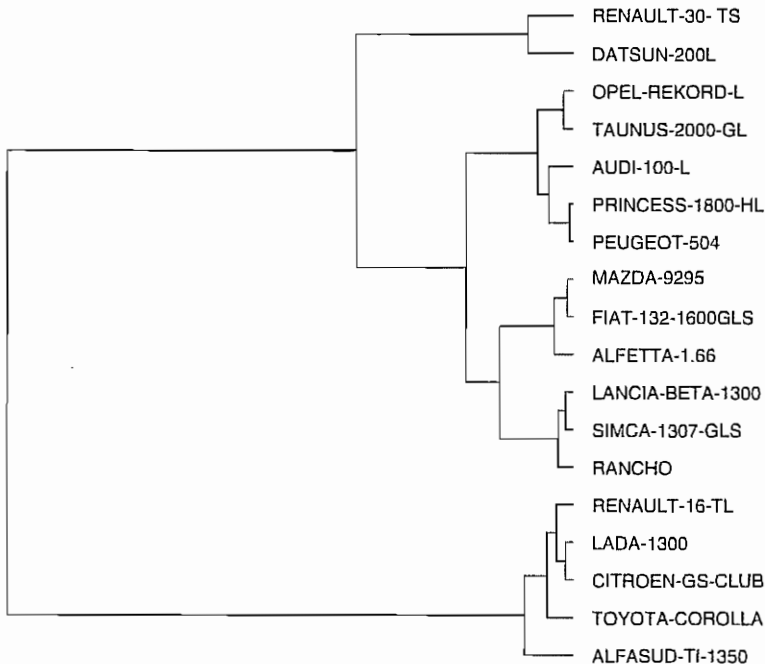 RENAULT-30- TS
DATSUN-200L
OPEL-REKORD-L
TAUNUS-2000-GL
AUDI-100-L
PRINCESS-1800-HL
PEUGEOT-504
MAZDA-9295
FIAT-132-1600GLS
ALFETTA-1.66
LANCIA-BETA-1300
SIMCA-1307-GLS
RANCHO
RENAULT-16-TL
LADA-1300
CITROEN-GS-CLUB
TOYOTA-COROLLA
ALFASUD-TI-1350